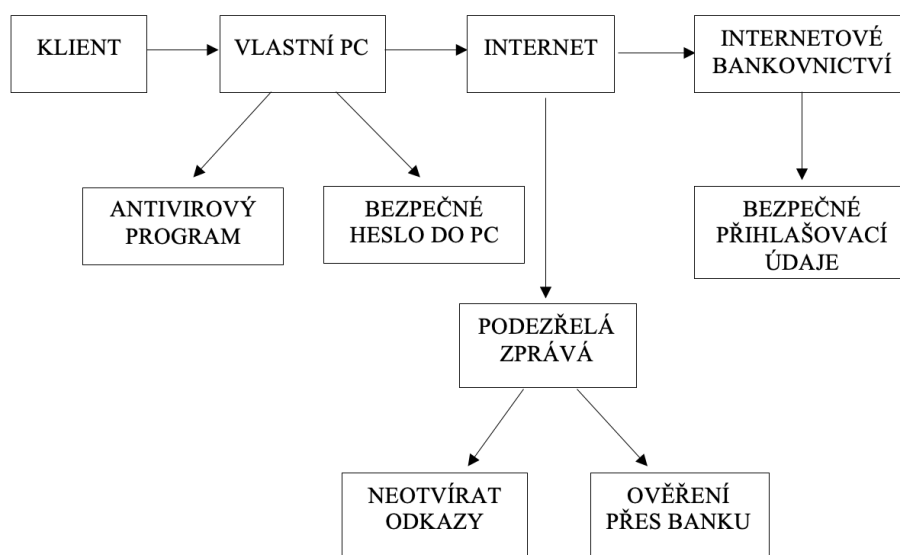 KLIENT
VLASTNÍ PC
INTERNET
INTERNETOVÉ
BANKOVNICTVÍ
ANTIVIROVÝ
PROGRAM
BEZPEČNÉ
HESLO DO PC
BEZPEČNÉ
PŘIHLAŠOVACÍ
ÚDAJE
PODEZŘELÁ
ZPRÁVÁ
NEOTVÍRAT
ODKAZY
OVĚŘENÍ
PŘES BANKU